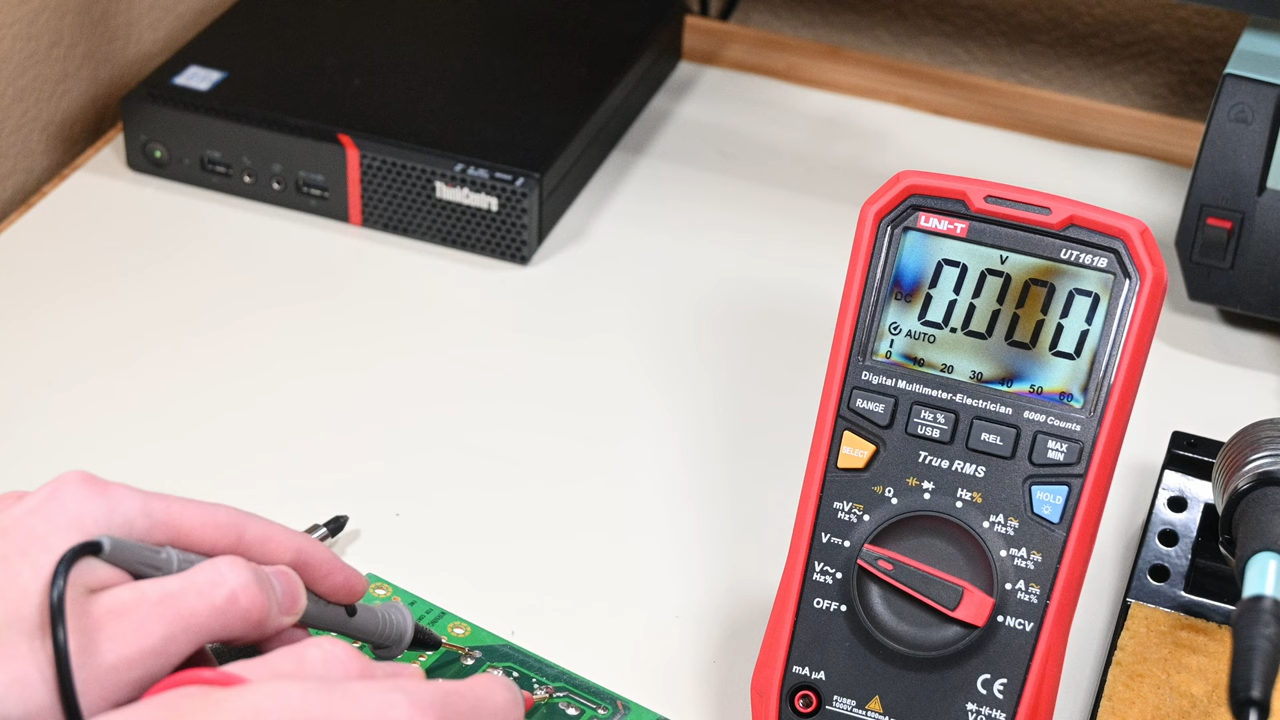 ThinkCentre
UNI-T
UT161B
V
DC
0.000
AUTO
0 10 20 30 40 50 60
Digital Multimeter-Electrician
6000 Counts
RANGE
Hz %
USB
REL
MAX
MIN
SELECT
True RMS
HOLD
Ω
Hz%
mV
Hz%
µA
Hz%
V
mA
Hz%
V~
Hz%
A
Hz%
OFF
NCV
mA µA
CE
FUSED
Hz